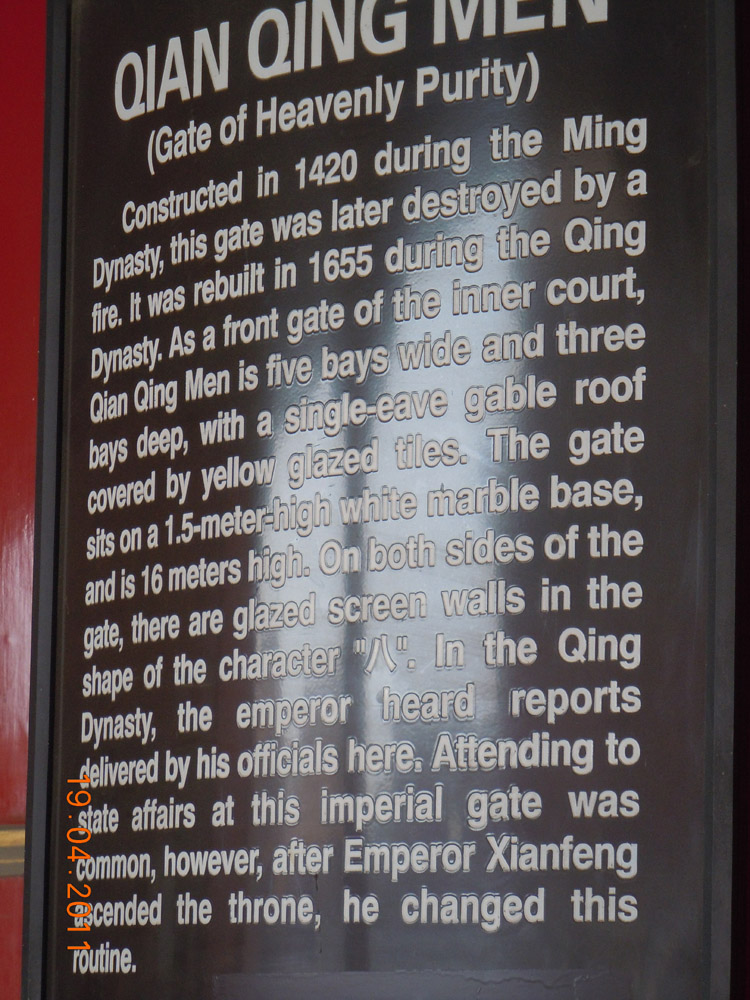 QIAN QING MEN
(Gate of Heavenly Purity)
Constructed in 1420 during the Ming
Dynasty, this gate was later destroyed by a
fire. It was rebuilt in 1655 during the Qing
Dynasty. As a front gate of the inner court,
Qian Qing Men is five bays wide and three
bays deep, with a single-eave gable roof
covered by yellow glazed tiles. The gate
sits on a 1.5-meter-high white marble base,
and is 16 meters high. On both sides of the
gate, there are glazed screen walls in the
shape of the character "八". In the Qing
Dynasty, the emperor heard reports
delivered by his officials here. Attending to
state affairs at this imperial gate was
common, however, after Emperor Xianfeng
ascended the throne, he changed this
routine.
19.04.2011